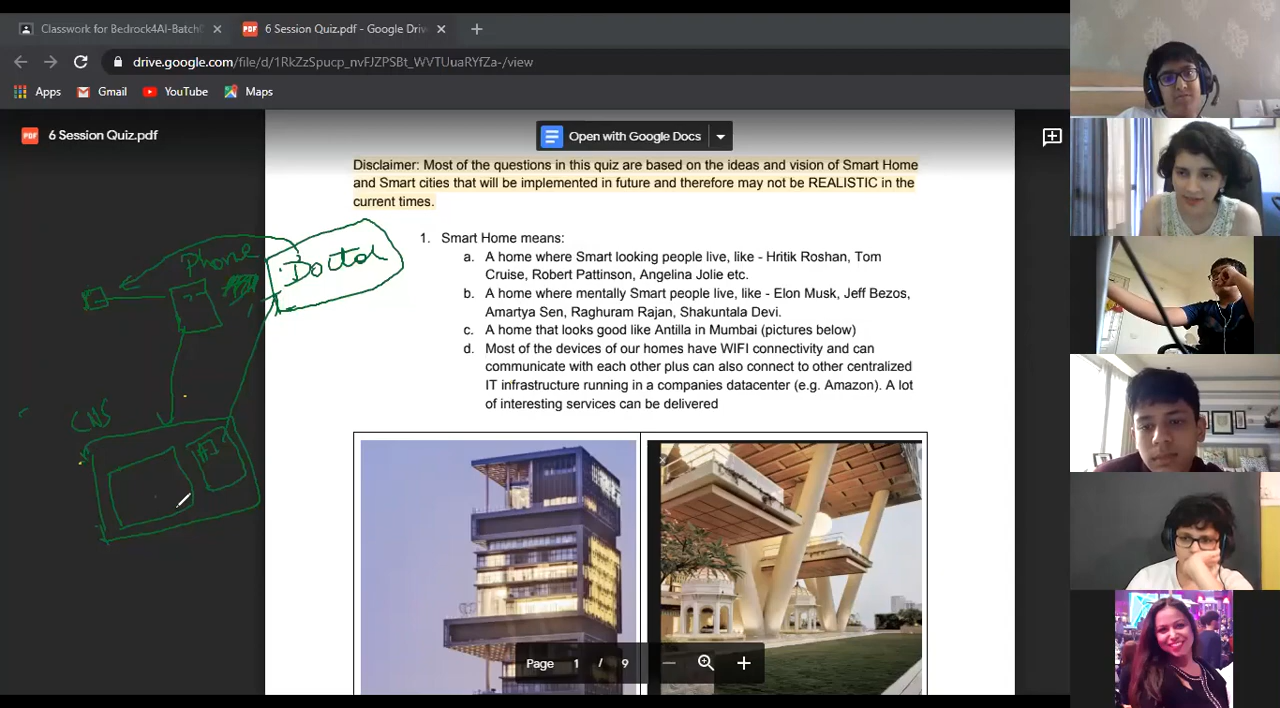 Classwork for Bedrock4AI-Batch
6 Session Quiz.pdf - Google Driv
drive.google.com/file/d/1RkZzSpucp_nvFJZPSBt_WVTUuaRYfZa-/view
Apps Gmail YouTube Maps
PDF 6 Session Quiz.pdf
Open with Google Docs
Disclaimer: Most of the questions in this quiz are based on the ideas and vision of Smart Home
and Smart cities that will be implemented in future and therefore may not be REALISTIC in the
current times.
1. Smart Home means:
a. A home where Smart looking people live, like - Hritik Roshan, Tom
Cruise, Robert Pattinson, Angelina Jolie etc.
b. A home where mentally Smart people live, like - Elon Musk, Jeff Bezos,
Amartya Sen, Raghuram Rajan, Shakuntala Devi.
c. A home that looks good like Antilla in Mumbai (pictures below)
d. Most of the devices of our homes have WIFI connectivity and can
communicate with each other plus can also connect to other centralized
IT infrastructure running in a companies datacenter (e.g. Amazon). A lot
of interesting services can be delivered
Phone
Doctor
CNS
Page 1 / 9